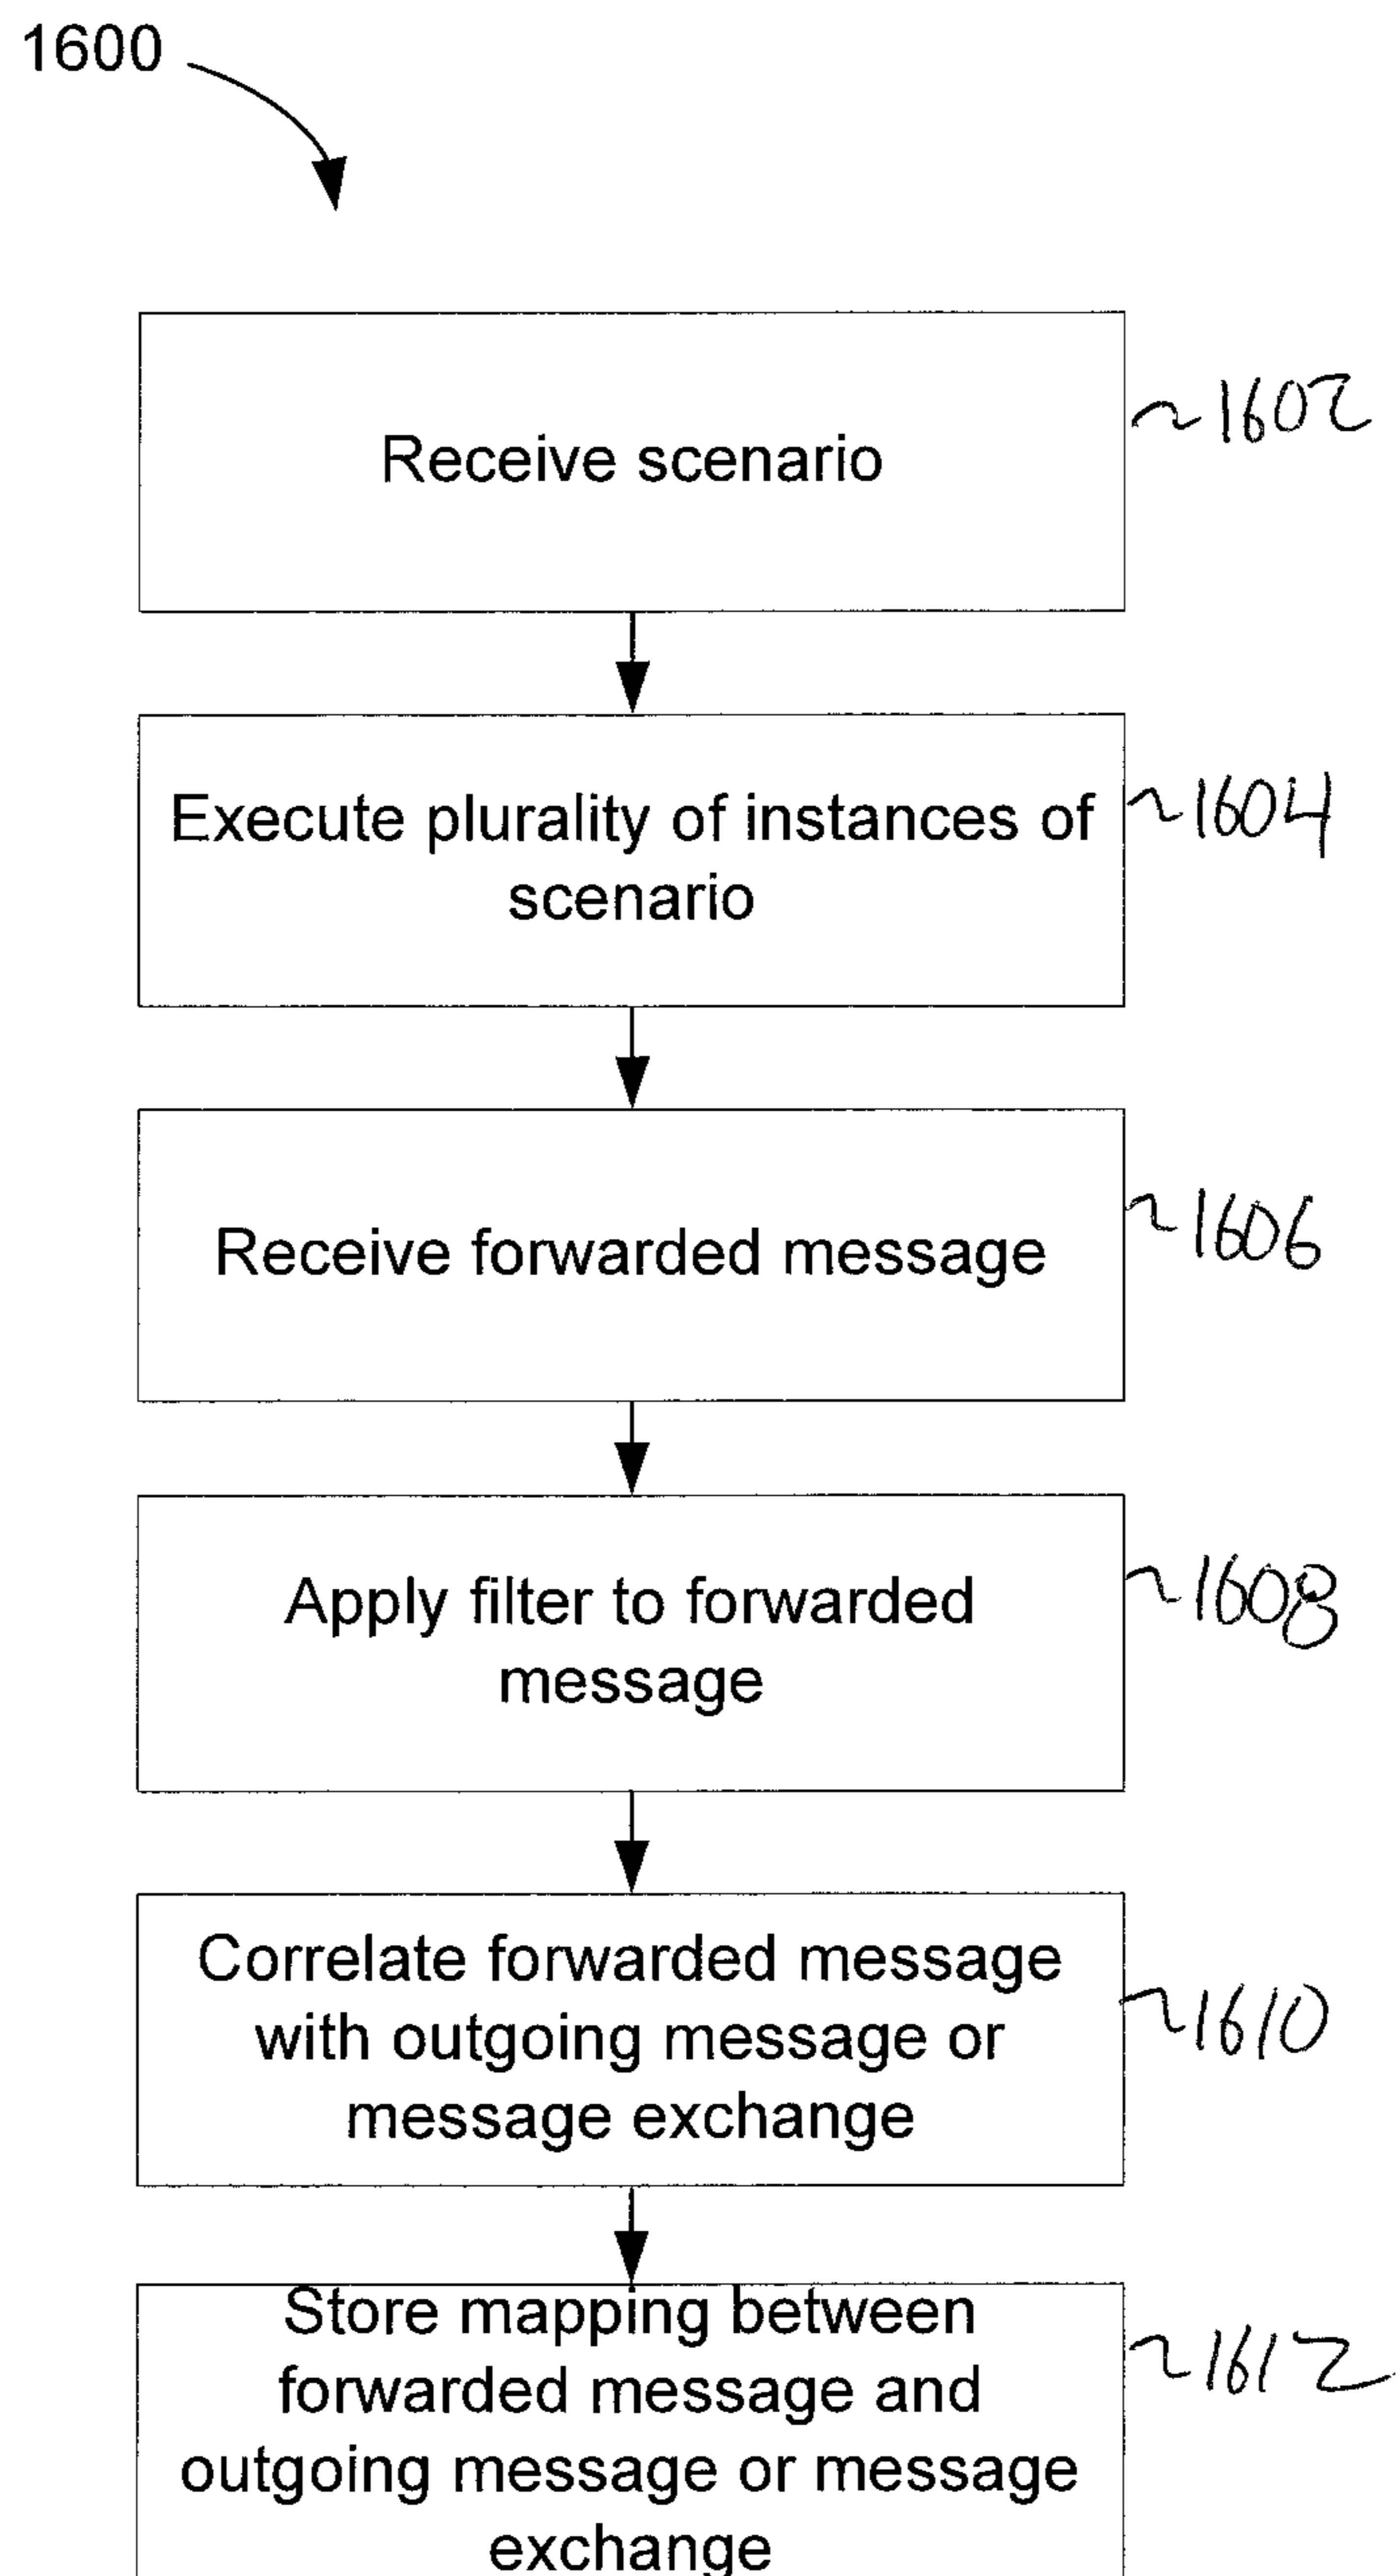 1600
Receive scenario
~1602
Execute plurality of instances of
scenario
~1604
Receive forwarded message
~1606
Apply filter to forwarded
message
~1608
Correlate forwarded message
with outgoing message or
message exchange
~1610
Store mapping between
forwarded message and
outgoing message or message
exchange
~1612